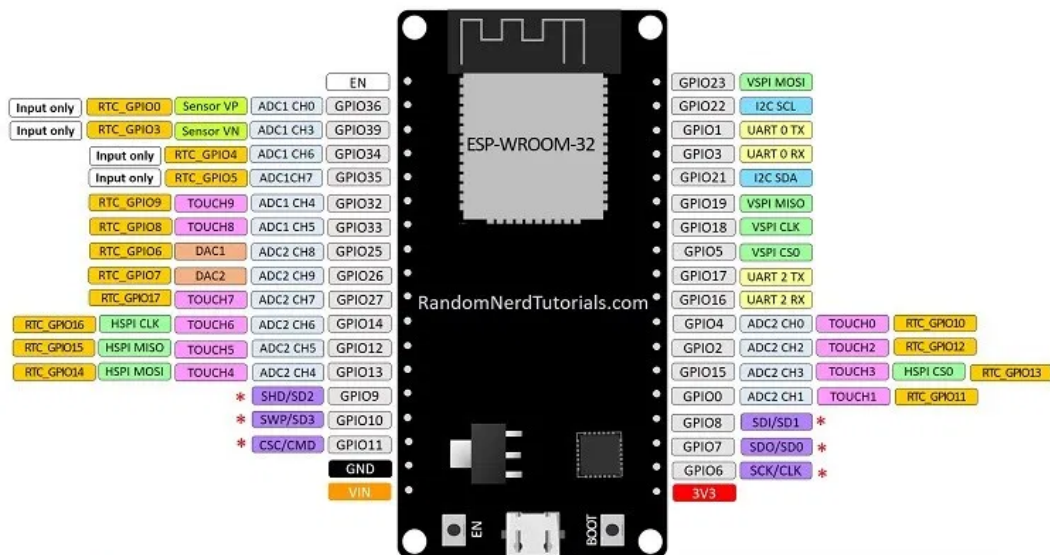 EN GPIO23 VSPI MOSI
Input only RTC_GPIO0 Sensor VP ADC1 CH0 GPIO36 GPIO22 I2C SCL
Input only RTC_GPIO3 Sensor VN ADC1 CH3 GPIO39 GPIO1 UART 0 TX
Input only RTC_GPIO4 ADC1 CH6 GPIO34 ESP-WROOM-32 GPIO3 UART 0 RX
Input only RTC_GPIO5 ADC1CH7 GPIO35 GPIO21 I2C SDA
RTC_GPIO9 TOUCH9 ADC1 CH4 GPIO32 GPIO19 VSPI MISO
RTC_GPIO8 TOUCH8 ADC1 CH5 GPIO33 GPIO18 VSPI CLK
RTC_GPIO6 DAC1 ADC2 CH8 GPIO25 GPIO5 VSPI CS0
RTC_GPIO7 DAC2 ADC2 CH9 GPIO26 GPIO17 UART 2 TX
RTC_GPIO17 TOUCH7 ADC2 CH7 GPIO27 RandomNerdTutorials.com GPIO16 UART 2 RX
RTC_GPIO16 HSPI CLK TOUCH6 ADC2 CH6 GPIO14 GPIO4 ADC2 CH0 TOUCH0 RTC_GPIO10
RTC_GPIO15 HSPI MISO TOUCH5 ADC2 CH5 GPIO12 GPIO2 ADC2 CH2 TOUCH2 RTC_GPIO12
RTC_GPIO14 HSPI MOSI TOUCH4 ADC2 CH4 GPIO13 GPIO15 ADC2 CH3 TOUCH3 HSPI CS0 RTC_GPIO13
* SHD/SD2 GPIO9 GPIO0 ADC2 CH1 TOUCH1 RTC_GPIO11
* SWP/SD3 GPIO10 GPIO8 SDI/SD1 *
* CSC/CMD GPIO11 GPIO7 SDO/SD0 *
GND GPIO6 SCK/CLK *
VIN 3V3
EN BOOT